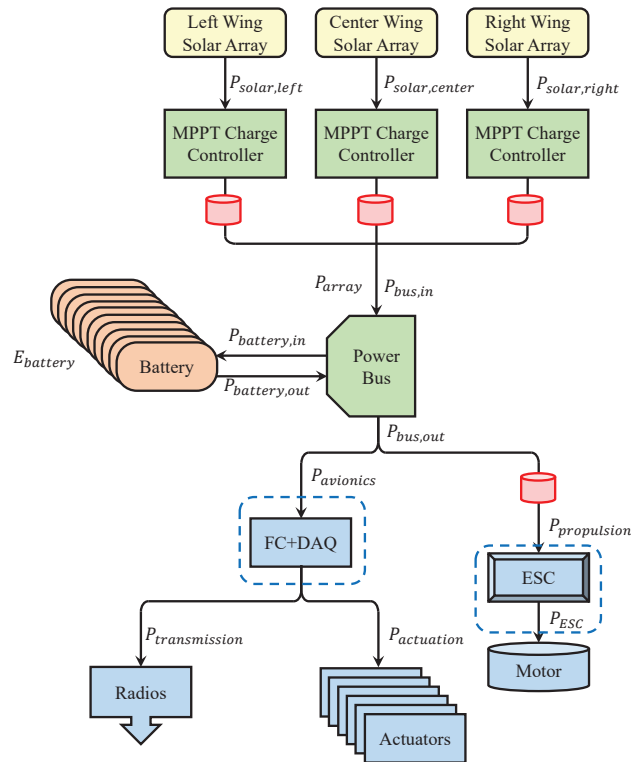 Left Wing
Solar Array
Center Wing
Solar Array
Right Wing
Solar Array
P_solar,left
P_solar,center
P_solar,right
MPPT Charge
Controller
MPPT Charge
Controller
MPPT Charge
Controller
P_array
P_bus,in
P_battery,in
E_battery
Battery
Power
Bus
P_battery,out
P_bus,out
P_avionics
P_propulsion
FC+DAQ
ESC
P_ESC
P_transmission
P_actuation
Radios
Motor
Actuators